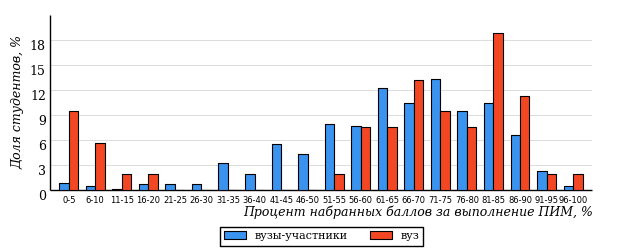 Доля студентов, %
18
15
12
9
6
3
0
0-5 6-10 11-15 16-20 21-25 26-30 31-35 36-40 41-45 46-50 51-55 56-60 61-65 66-70 71-75 76-80 81-85 86-90 91-95 96-100
Процент набранных баллов за выполнение ПИМ, %
вузы-участники вуз